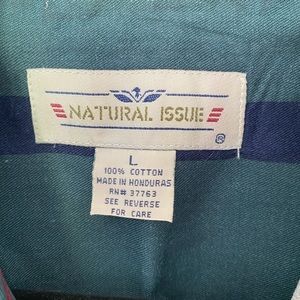 NATURAL ISSUE
®
L
100% COTTON
MADE IN HONDURAS
RN# 37763
SEE REVERSE
FOR CARE